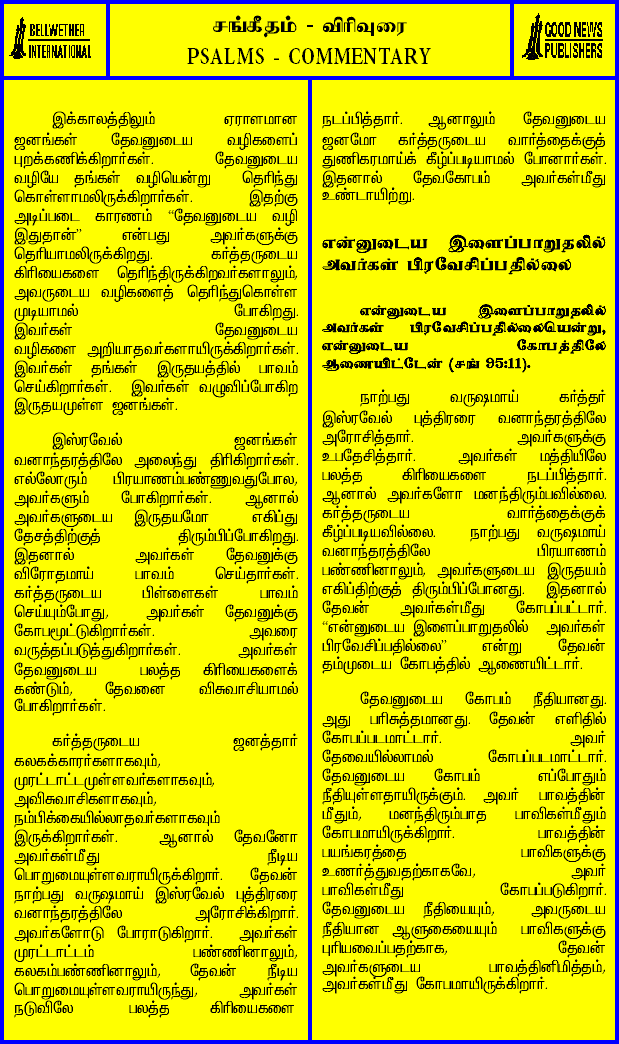 BELLWETHER
INTERNATIONAL
சங்கீதம் - விரிவுரை
PSALMS - COMMENTARY
GOOD NEWS
PUBLISHERS
இக்காலத்திலும் ஏராளமான
ஜனங்கள் தேவனுடைய வழிகளைப்
புறக்கணிக்கிறார்கள். தேவனுடைய
வழியே தங்கள் வழியென்று தெரிந்து
கொள்ளாமலிருக்கிறார்கள். இதற்கு
அடிப்படை காரணம் “தேவனுடைய வழி
இதுதான்” என்பது அவர்களுக்கு
தெரியாமலிருக்கிறது. கர்த்தருடைய
கிரியைகளை தெரிந்திருக்கிறவர்களாலும்,
அவருடைய வழிகளைத் தெரிந்துகொள்ள
முடியாமல் போகிறது.
இவர்கள் தேவனுடைய
வழிகளை அறியாதவர்களாயிருக்கிறார்கள்.
இவர்கள் தங்கள் இருதயத்தில் பாவம்
செய்கிறார்கள். இவர்கள் வழுவிப்போகிற
இருதயமுள்ள ஜனங்கள்.
இஸ்ரவேல் ஜனங்கள்
வனாந்தரத்திலே அலைந்து திரிகிறார்கள்.
எல்லோரும் பிரயாணம்பண்ணுவதுபோல,
அவர்களும் போகிறார்கள். ஆனால்
அவர்களுடைய இருதயமோ எகிப்து
தேசத்திற்குத் திரும்பிப்போகிறது.
இதனால் அவர்கள் தேவனுக்கு
விரோதமாய் பாவம் செய்தார்கள்.
கர்த்தருடைய பிள்ளைகள் பாவம்
செய்யும்போது, அவர்கள் தேவனுக்கு
கோபமூட்டுகிறார்கள். அவரை
வருத்தப்படுத்துகிறார்கள். அவர்கள்
தேவனுடைய பலத்த கிரியைகளைக்
கண்டும், தேவனை விசுவாசியாமல்
போகிறார்கள்.
கர்த்தருடைய ஜனத்தார்
கலகக்காரர்களாகவும்,
முரட்டாட்டமுள்ளவர்களாகவும்,
அவிசுவாசிகளாகவும்,
நம்பிக்கையில்லாதவர்களாகவும்
இருக்கிறார்கள். ஆனால் தேவனோ
அவர்கள்மீது நீடிய
பொறுமையுள்ளவராயிருக்கிறார். தேவன்
நாற்பது வருஷமாய் இஸ்ரவேல் புத்திரரை
வனாந்தரத்திலே அரோசிக்கிறார்.
அவர்களோடு போராடுகிறார். அவர்கள்
முரட்டாட்டம் பண்ணினாலும்,
கலகம்பண்ணினாலும், தேவன் நீடிய
பொறுமையுள்ளவராயிருந்து, அவர்கள்
நடுவிலே பலத்த கிரியைகளை
நடப்பித்தார். ஆனாலும் தேவனுடைய
ஜனமோ கர்த்தருடைய வார்த்தைக்குத்
துணிகரமாய்க் கீழ்ப்படியாமல் போனார்கள்.
இதனால் தேவகோபம் அவர்கள்மீது
உண்டாயிற்று.
என்னுடைய இளைப்பாறுதலில்
அவர்கள் பிரவேசிப்பதில்லை
என்னுடைய இளைப்பாறுதலில்
அவர்கள் பிரவேசிப்பதில்லையென்று,
என்னுடைய கோபத்திலே
ஆணையிட்டேன் (சங் 95:11).
நாற்பது வருஷமாய் கர்த்தர்
இஸ்ரவேல் புத்திரரை வனாந்தரத்திலே
அரோசித்தார். அவர்களுக்கு
உபதேசித்தார். அவர்கள் மத்தியிலே
பலத்த கிரியைகளை நடப்பித்தார்.
ஆனால் அவர்களோ மனந்திரும்பவில்லை.
கர்த்தருடைய வார்த்தைக்குக்
கீழ்ப்படியவில்லை. நாற்பது வருஷமாய்
வனாந்தரத்திலே பிரயாணம்
பண்ணினாலும், அவர்களுடைய இருதயம்
எகிப்திற்குத் திரும்பிப்போனது. இதனால்
தேவன் அவர்கள்மீது கோபப்பட்டார்.
“என்னுடைய இளைப்பாறுதலில் அவர்கள்
பிரவேசிப்பதில்லை” என்று தேவன்
தம்முடைய கோபத்தில் ஆணையிட்டார்.
தேவனுடைய கோபம் நீதியானது.
அது பரிசுத்தமானது. தேவன் எளிதில்
கோபப்படமாட்டார். அவர்
தேவையில்லாமல் கோபப்படமாட்டார்.
தேவனுடைய கோபம் எப்போதும்
நீதியுள்ளதாயிருக்கும். அவர் பாவத்தின்
மீதும், மனந்திரும்பாத பாவிகள்மீதும்
கோபமாயிருக்கிறார். பாவத்தின்
பயங்கரத்தை பாவிகளுக்கு
உணர்த்துவதற்காகவே, அவர்
பாவிகள்மீது கோபப்படுகிறார்.
தேவனுடைய நீதியையும், அவருடைய
நீதியான ஆளுகையையும் பாவிகளுக்கு
புரியவைப்பதற்காக, தேவன்
அவர்களுடைய பாவத்தினிமித்தம்,
அவர்கள்மீது கோபமாயிருக்கிறார்.